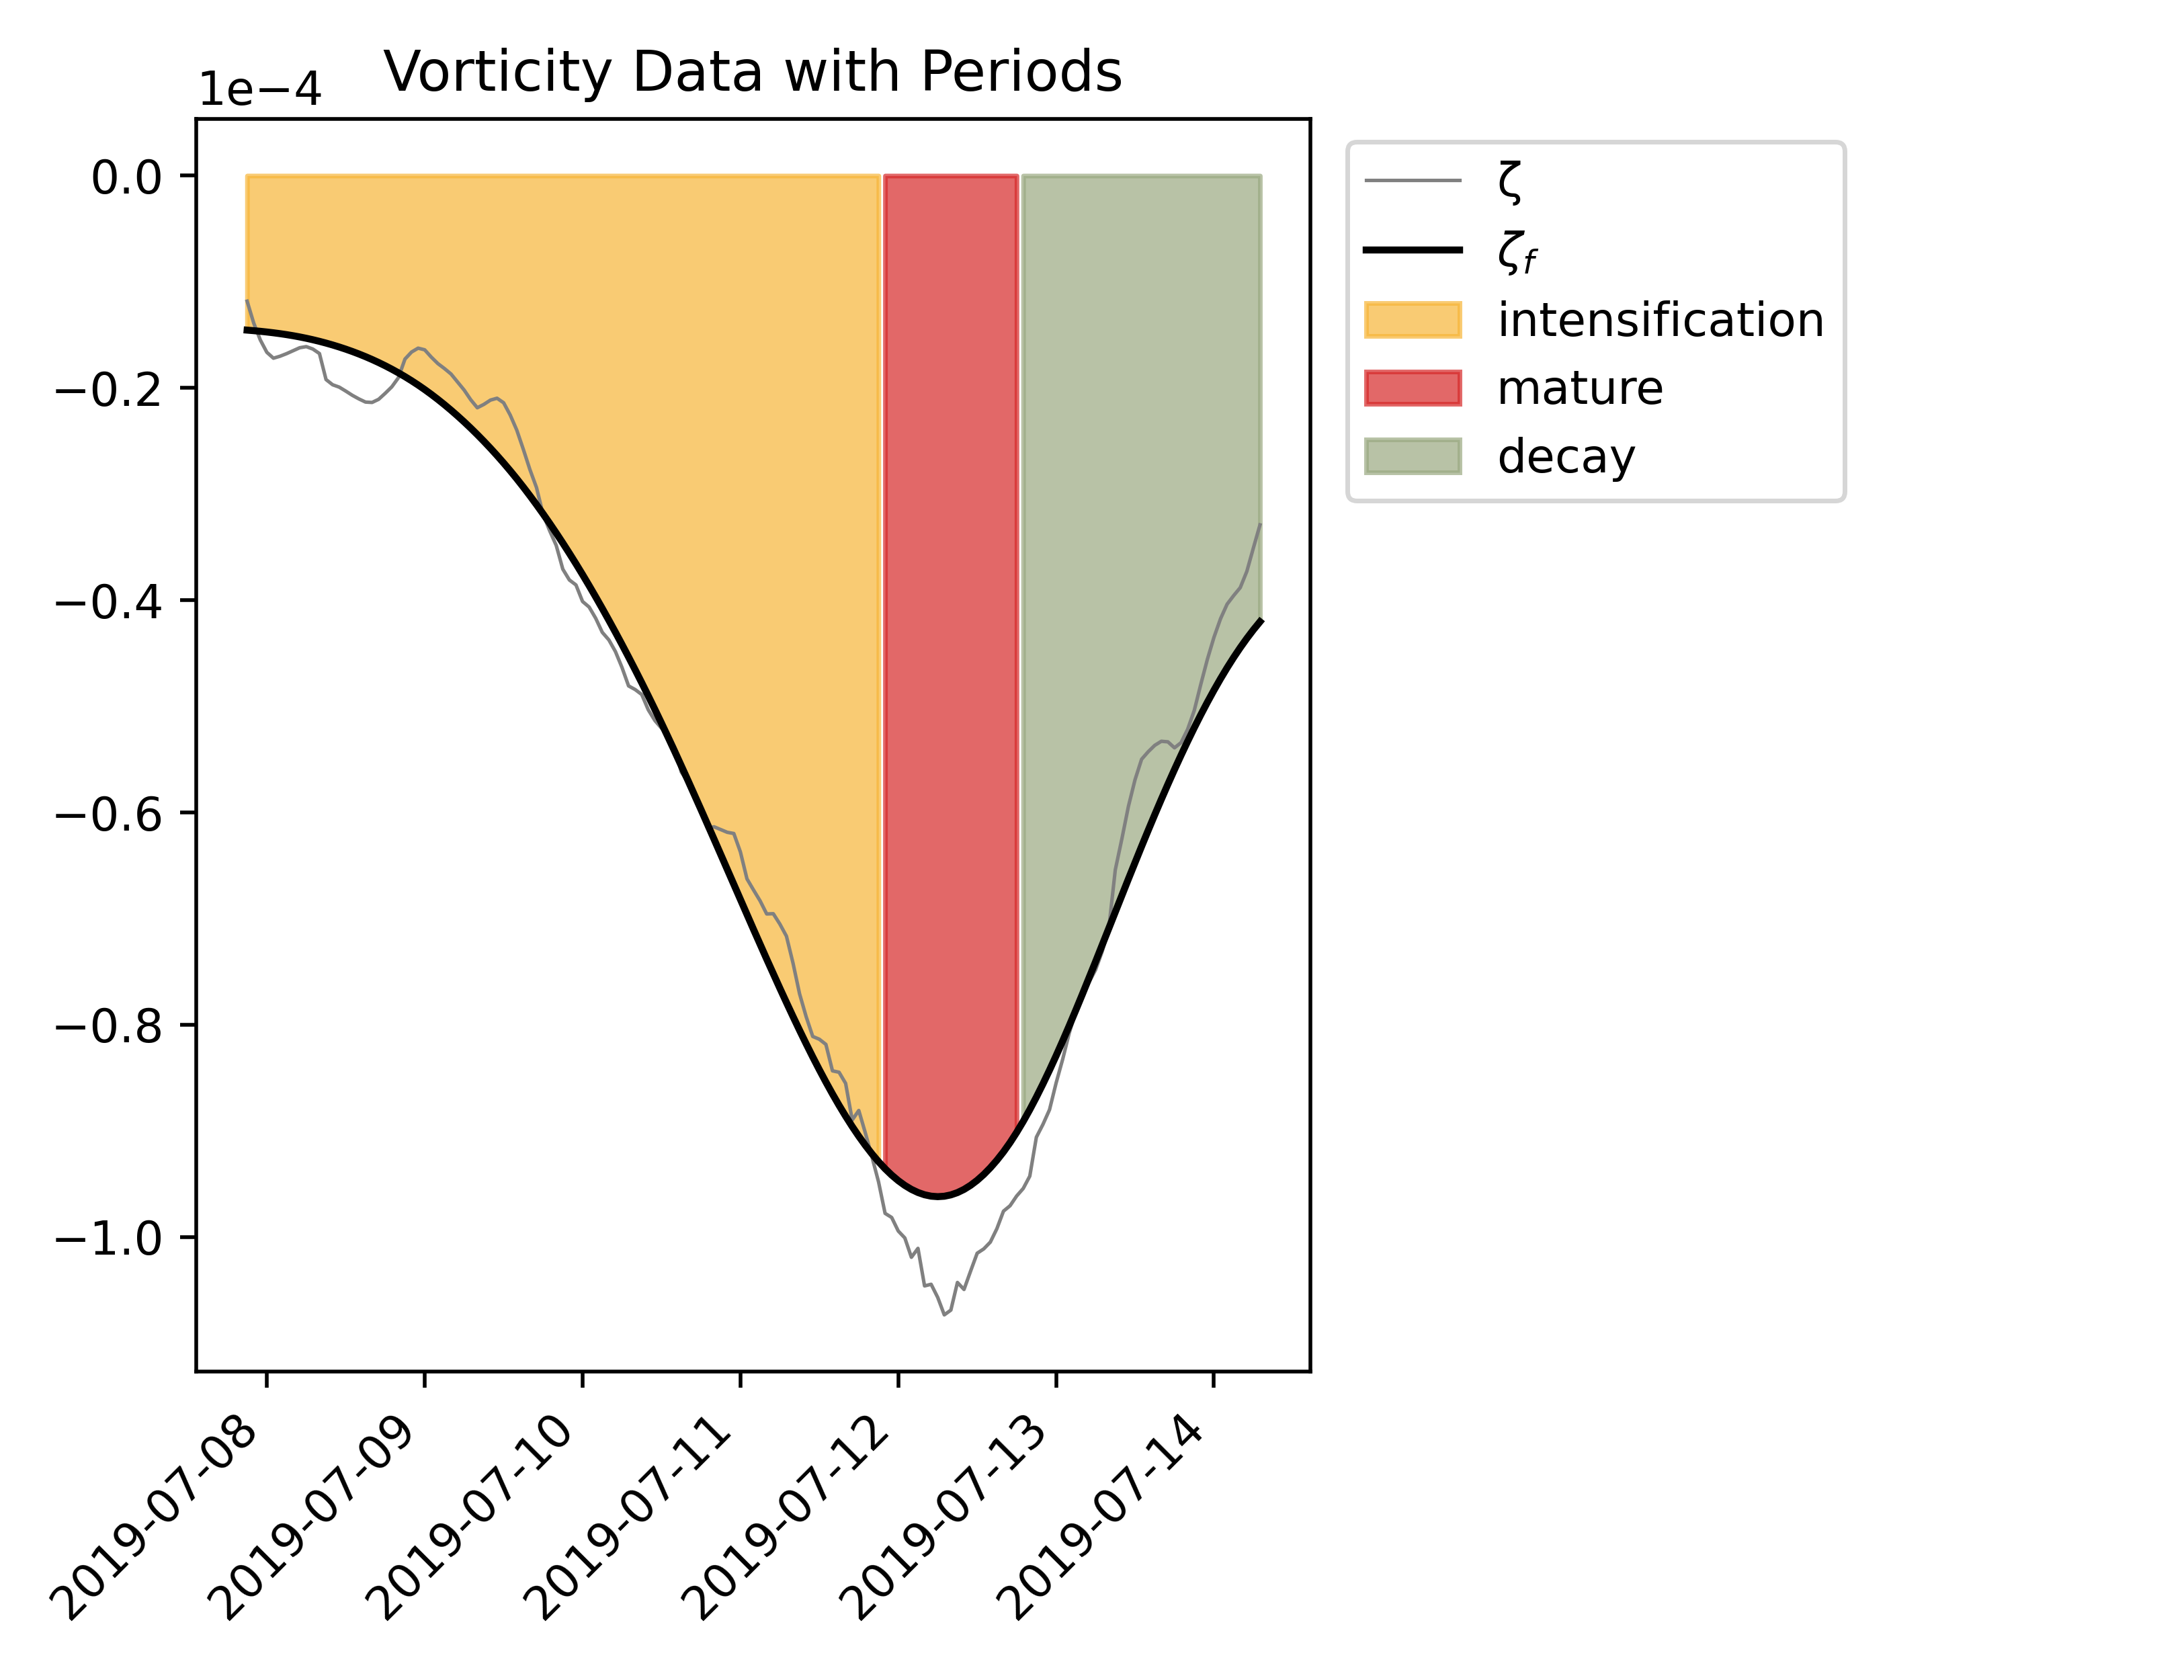 Vorticity Data with Periods
1e−4
0.0
−0.2
−0.4
−0.6
−0.8
−1.0
2019-07-08
2019-07-09
2019-07-10
2019-07-11
2019-07-12
2019-07-13
2019-07-14
ζ
ζf
intensification
mature
decay